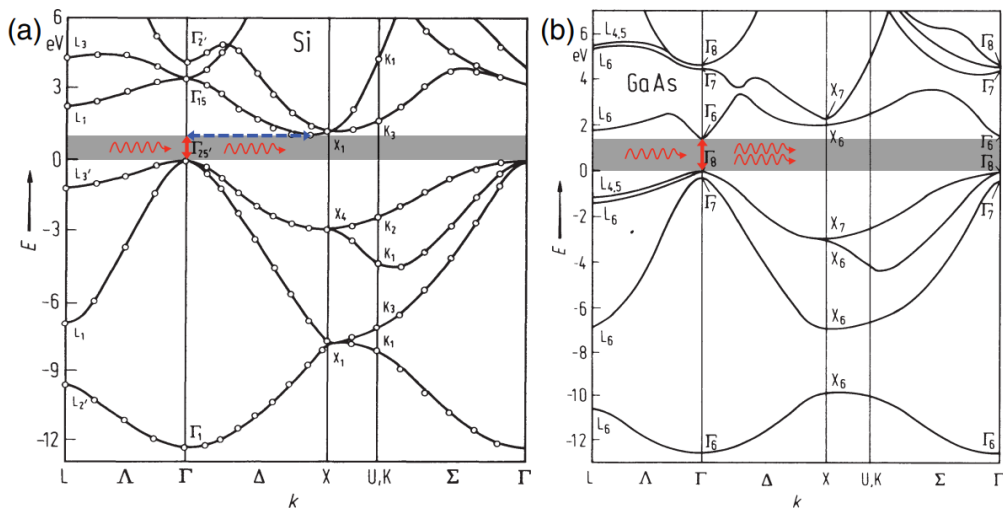 (a)
6
eV
3
0
-3
-6
-9
-12
E
Si
L₃
L₁
L₃'
L₁
L₂'
Γ₂'
Γ₁₅
Γ₂₅'
Γ₁
X₁
X₄
X₁
K₁
K₃
K₂
K₁
K₃
K₁
L Λ Γ Δ X U,K Σ Γ
k
(b)
6
eV
4
2
0
-2
-4
-6
-8
-10
-12
E
GaAs
L₄,₅
L₆
L₆
L₄,₅
L₆
L₆
L₆
Γ₈
Γ₇
Γ₆
Γ₈
Γ₇
Γ₆
X₇
X₆
X₇
X₆
X₆
X₆
Γ₈
Γ₇
Γ₆
Γ₈
Γ₇
Γ₆
L Λ Γ Δ X U,K Σ Γ
k